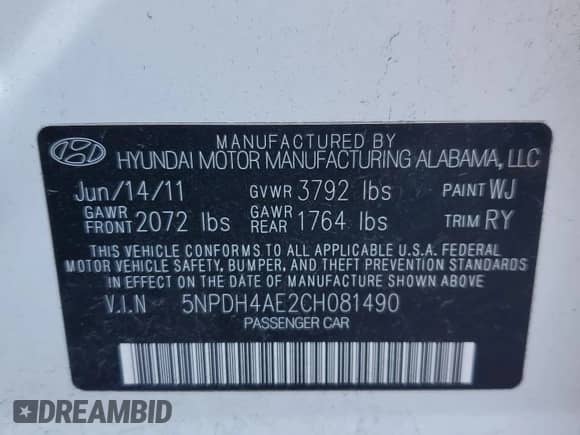 MANUFACTURED BY
HYUNDAI MOTOR MANUFACTURING ALABAMA, LLC
Jun/14/11 GVWR 3792 lbs PAINT WJ
GAWR FRONT 2072 lbs GAWR REAR 1764 lbs TRIM RY
THIS VEHICLE CONFORMS TO ALL APPLICABLE U.S.A. FEDERAL
MOTOR VEHICLE SAFETY, BUMPER, AND THEFT PREVENTION
STANDARDS IN EFFECT ON THE DATE OF MANUFACTURE SHOWN ABOVE
V.I.N 5NPDH4AE2CH081490
PASSENGER CAR
DREAMBID